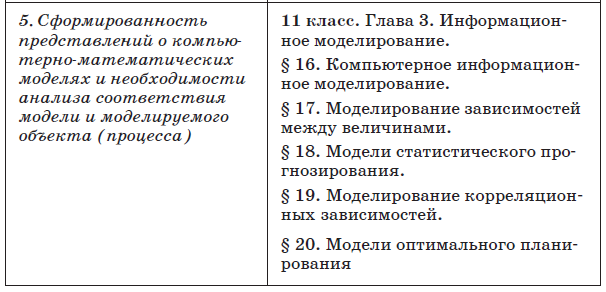 5. Сформированность
представлений о компью-
терно-математических
моделях и необходимости
анализа соответствия
модели и моделируемого
объекта (процесса)
11 класс. Глава 3. Информацион-
ное моделирование.
§ 16. Компьютерное информацион-
ное моделирование.
§ 17. Моделирование зависимостей
между величинами.
§ 18. Модели статистического про-
гнозирования.
§ 19. Моделирование корреляцион-
ных зависимостей.
§ 20. Модели оптимального плани-
рования